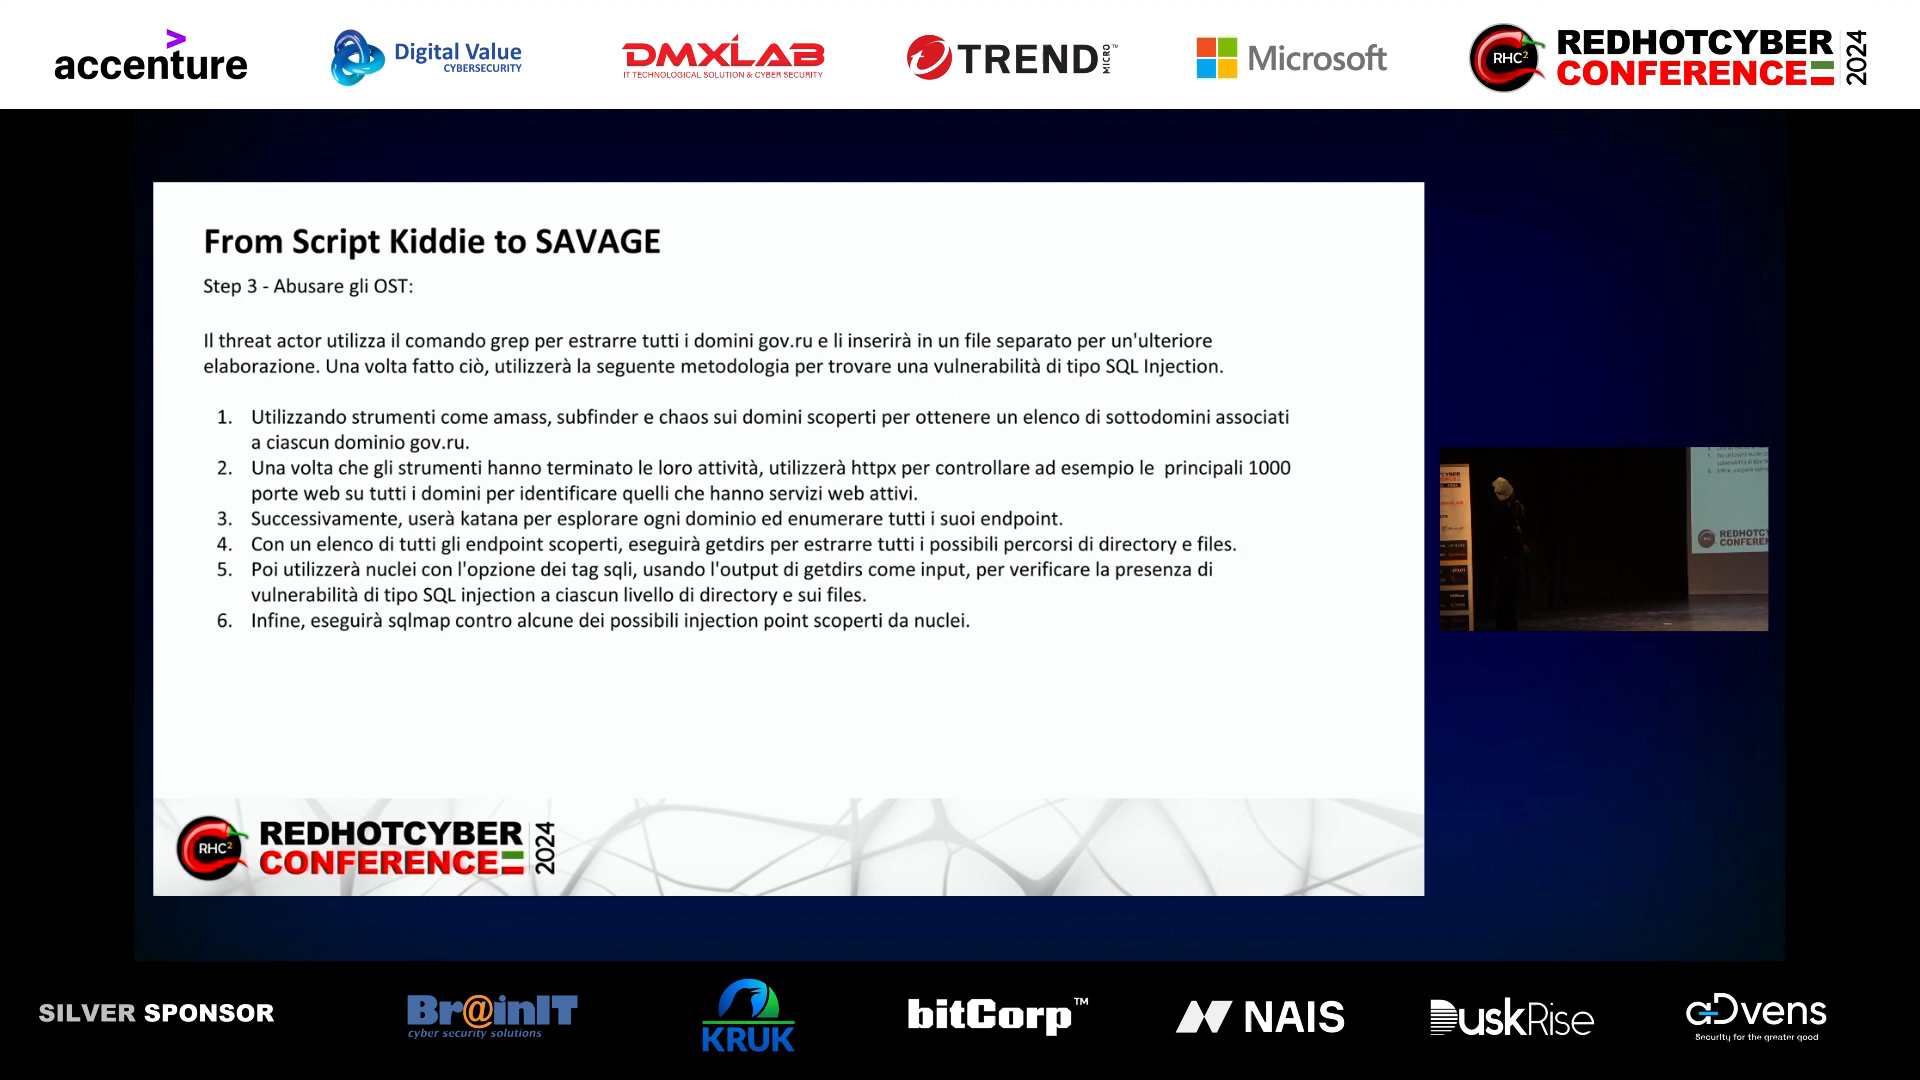 accenture
Digital Value
CYBERSECURITY
DMXLAB
IT TECHNOLOGICAL SOLUTION & CYBER SECURITY
TREND MICRO™
Microsoft
RHC²
REDHOTCYBER
CONFERENCE
2024
From Script Kiddie to SAVAGE
Step 3 - Abusare gli OST:
Il threat actor utilizza il comando grep per estrarre tutti i domini gov.ru e li inserirà in un file separato per un'ulteriore
elaborazione. Una volta fatto ciò, utilizzerà la seguente metodologia per trovare una vulnerabilità di tipo SQL Injection.
1. Utilizzando strumenti come amass, subfinder e chaos sui domini scoperti per ottenere un elenco di sottodomini associati
a ciascun dominio gov.ru.
2. Una volta che gli strumenti hanno terminato le loro attività, utilizzerà httpx per controllare ad esempio le principali 1000
porte web su tutti i domini per identificare quelli che hanno servizi web attivi.
3. Successivamente, userà katana per esplorare ogni dominio ed enumerare tutti i suoi endpoint.
4. Con un elenco di tutti gli endpoint scoperti, eseguirà getdirs per estrarre tutti i possibili percorsi di directory e files.
5. Poi utilizzerà nuclei con l'opzione dei tag sqli, usando l'output di getdirs come input, per verificare la presenza di
vulnerabilità di tipo SQL injection a ciascun livello di directory e sui files.
6. Infine, eseguirà sqlmap contro alcune dei possibili injection point scoperti da nuclei.
RHC²
REDHOTCYBER
CONFERENCE
2024
SILVER SPONSOR
Br@inIT
cyber security solutions
KRUK
bitCorp™
NAIS
DuskRise
aDvens
Security for the greater good